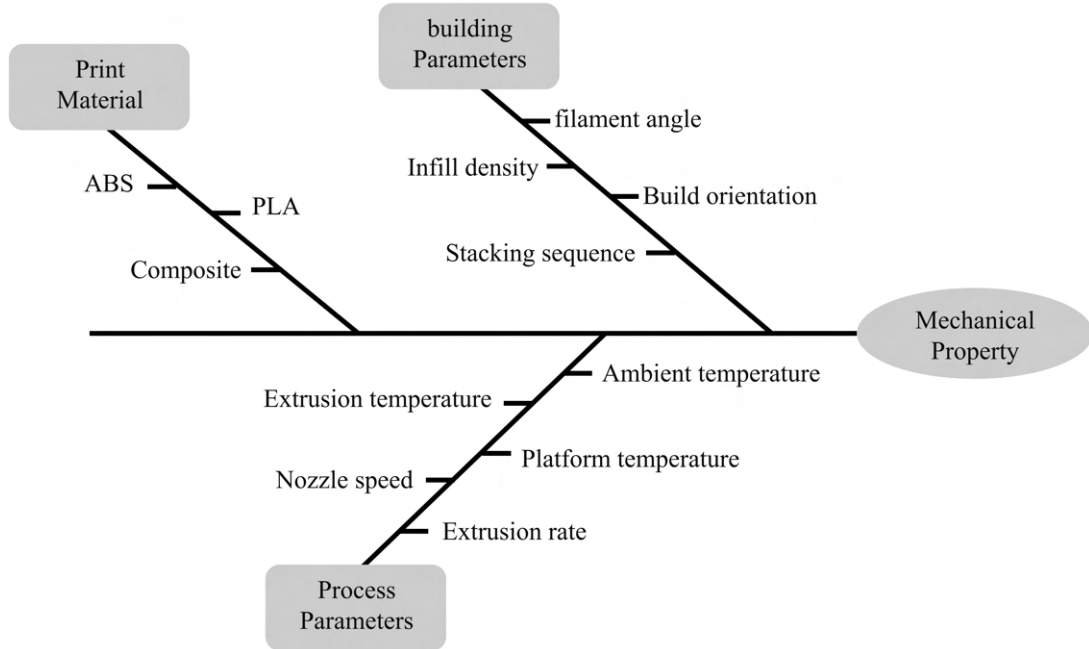 building
Parameters
Print
Material
filament angle
Infill density
ABS
Build orientation
PLA
Stacking sequence
Composite
Mechanical
Property
Ambient temperature
Extrusion temperature
Platform temperature
Nozzle speed
Extrusion rate
Process
Parameters